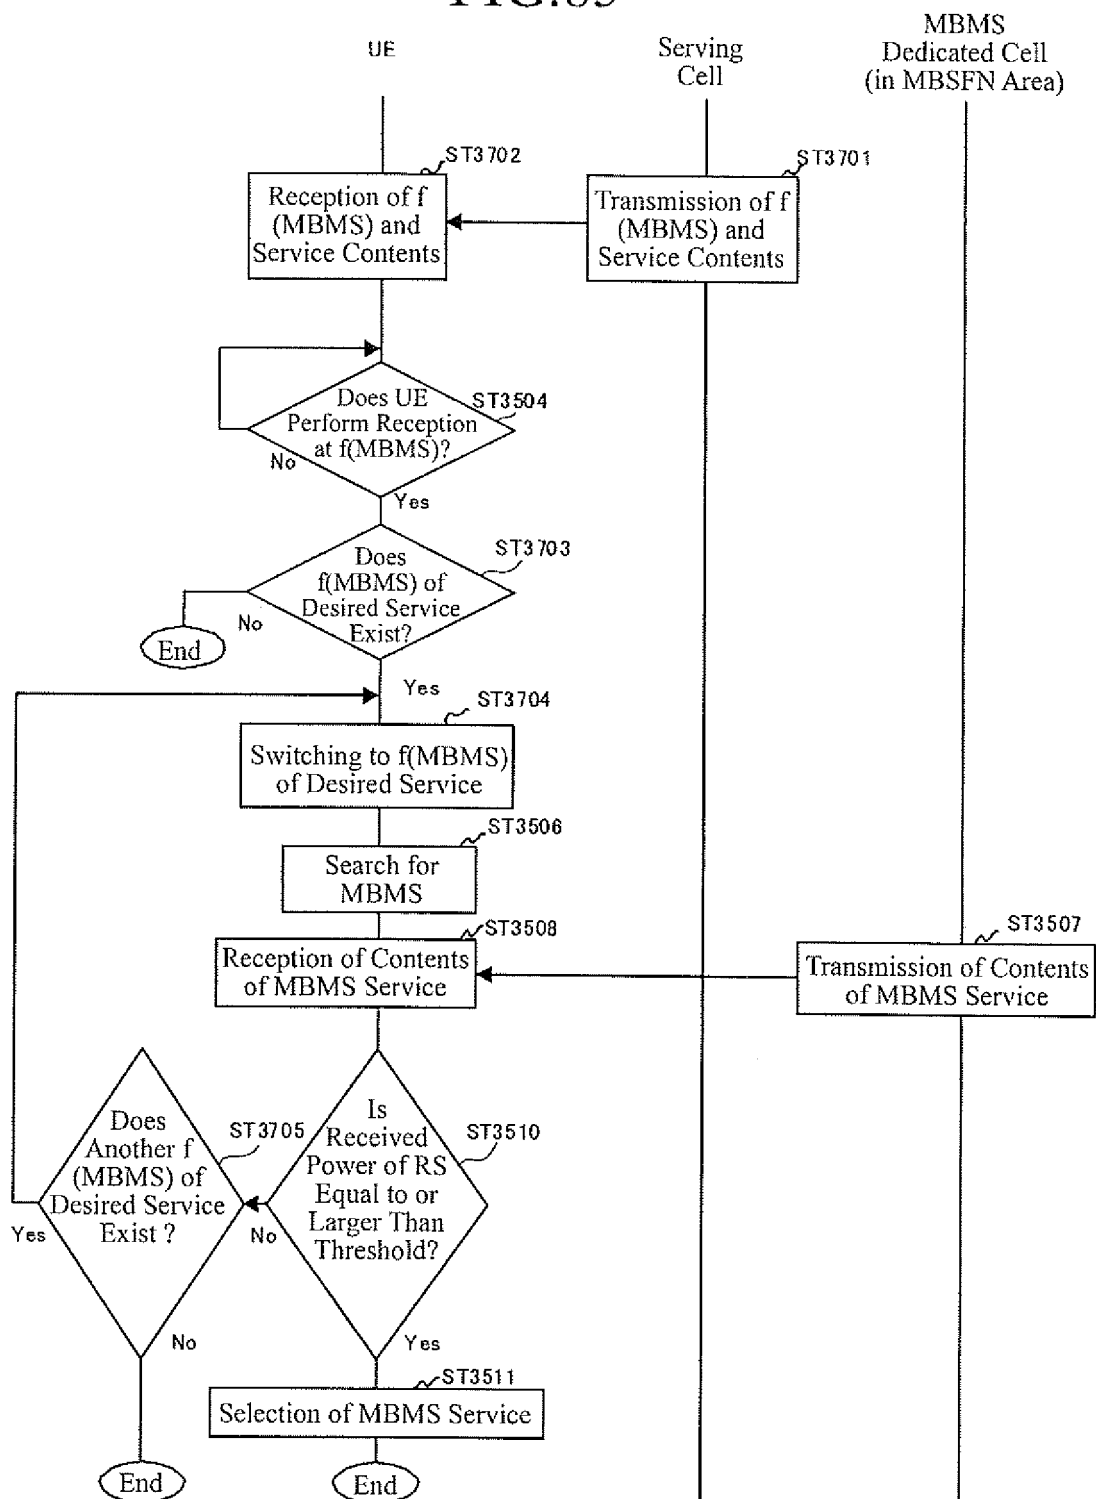 UE
Serving
Cell
MBMS
Dedicated Cell
(in MBSFN Area)
ST3702
Reception of f
(MBMS) and
Service Contents
ST3701
Transmission of f
(MBMS) and
Service Contents
Does UE
Perform Reception
at f(MBMS)?
ST3504
No
Yes
Does
f(MBMS) of
Desired Service
Exist?
ST3703
No
End
Yes
ST3704
Switching to f(MBMS)
of Desired Service
ST3506
Search for
MBMS
ST3508
Reception of Contents
of MBMS Service
ST3507
Transmission of Contents
of MBMS Service
Is
Received
Power of RS
Equal to or
Larger Than
Threshold?
ST3510
No
Yes
Does
Another f
(MBMS) of
Desired Service
Exist ?
ST3705
Yes
No
ST3511
Selection of MBMS Service
End
End